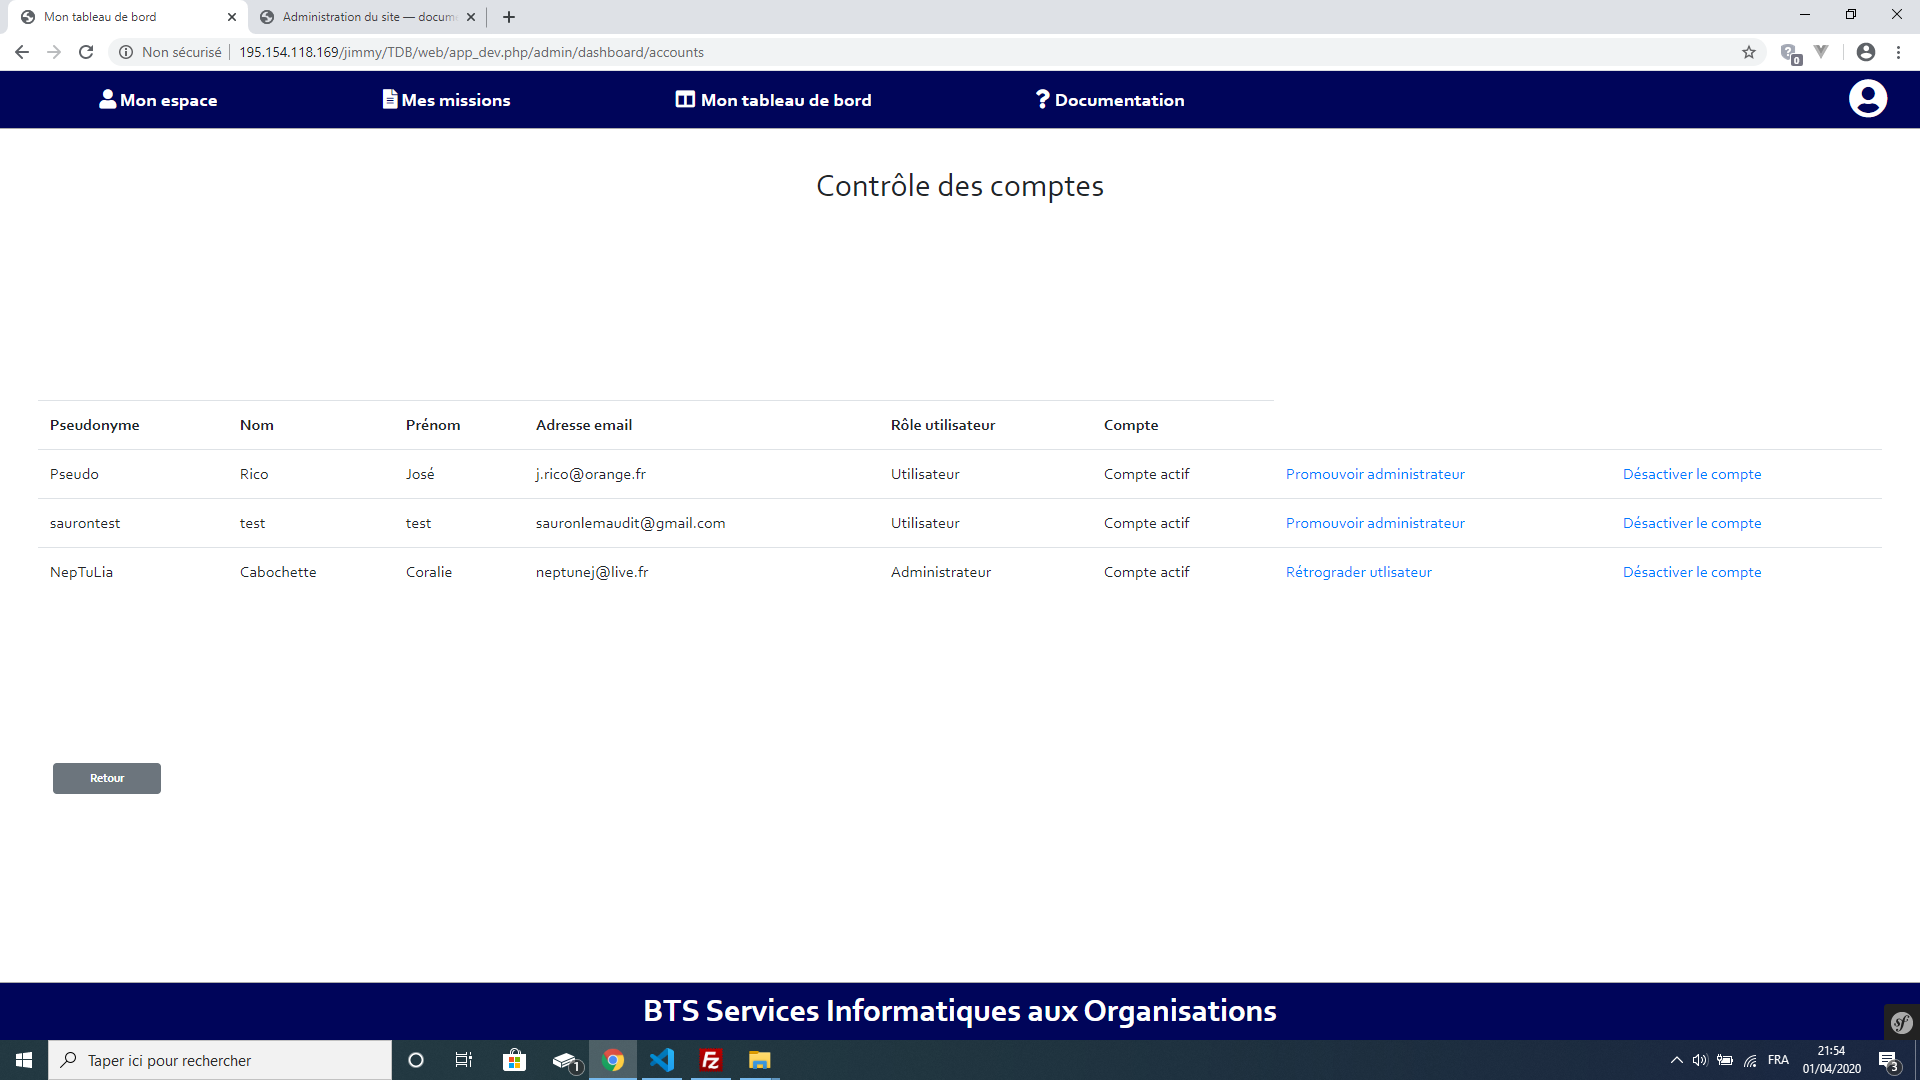 Mon tableau de bord
Administration du site — docum
Non sécurisé 195.154.118.169/jimmy/TDB/web/app_dev.php/admin/dashboard/accounts
0
Mon espace Mes missions Mon tableau de bord Documentation
Contrôle des comptes
Pseudonyme Nom Prénom Adresse email Rôle utilisateur Compte
Pseudo Rico José j.rico@orange.fr Utilisateur Compte actif Promouvoir administrateur Désactiver le compte
saurontest test test sauronlemaudit@gmail.com Utilisateur Compte actif Promouvoir administrateur Désactiver le compte
NepTuLia Cabochette Coralie neptunej@live.fr Administrateur Compte actif Rétrograder utlisateur Désactiver le compte
Retour
BTS Services Informatiques aux Organisations
sf
Taper ici pour rechercher
1
Fz
FRA
21:54
01/04/2020
3